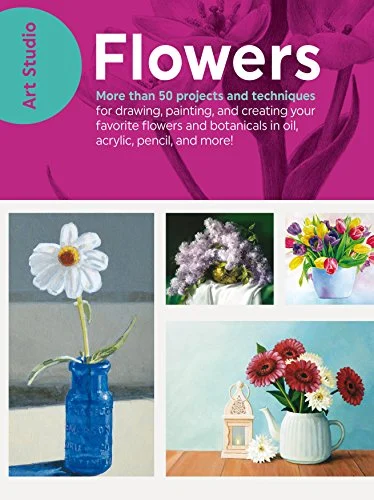 Art Studio
Flowers
More than 50 projects and techniques
for drawing, painting, and creating your
favorite flowers and botanicals in oil,
acrylic, pencil, and more!